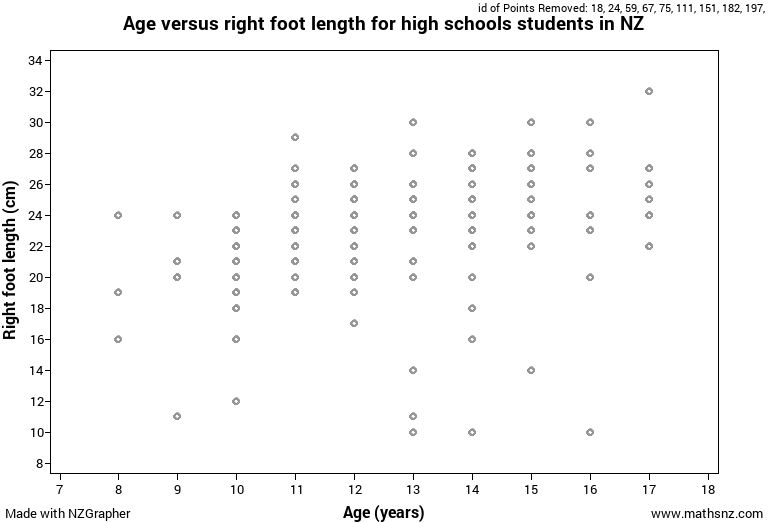 id of Points Removed: 18, 24, 59, 67, 75, 111, 151, 182, 197,
Age versus right foot length for high schools students in NZ
34
32
30
28
26
24
22
20
18
16
14
12
10
8
Right foot length (cm)
7 8 9 10 11 12 13 14 15 16 17 18
Made with NZGrapher
Age (years)
www.mathsnz.com